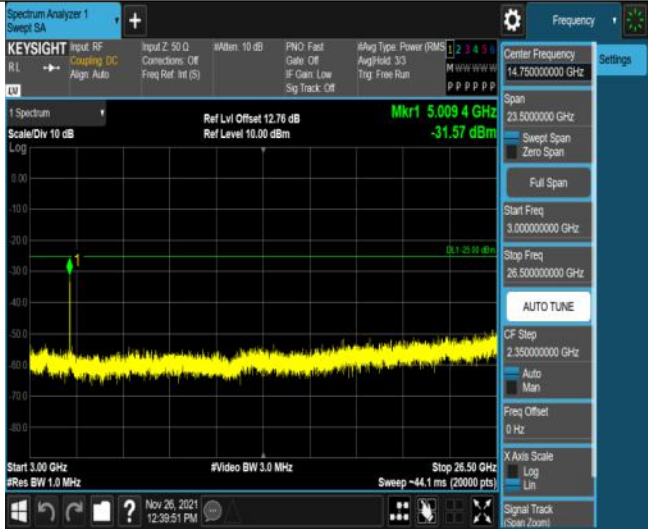 Spectrum Analyzer 1
Swept SA
+
Frequency
KEYSIGHT
RL
LV
Input: RF
Coupling: DC
Align: Auto
Input Z: 50 Ω
Corrections: Off
Freq Ref: Int (S)
#Atten: 10 dB
PNO: Fast
Gate: Off
IF Gain: Low
Sig Track: Off
#Avg Type: Power (RMS
Avg|Hold: 3/3
Trig: Free Run
1 2 3 4 5 6
M W W W W W
P P P P P P
1 Spectrum
Scale/Div 10 dB
Log
Ref Lvl Offset 12.76 dB
Ref Level 10.00 dBm
Mkr1 5.009 4 GHz
-31.57 dBm
0.00
-10.0
-20.0
DL1 -25.00 dBm
1
-30.0
-40.0
-50.0
-60.0
-70.0
-80.0
Start 3.00 GHz
#Res BW 1.0 MHz
#Video BW 3.0 MHz
Stop 26.50 GHz
Sweep ~44.1 ms (20000 pts)
?
Nov 26, 2021
12:39:51 PM
Settings
Center Frequency
14.750000000 GHz
Span
23.5000000 GHz
Swept Span
Zero Span
Full Span
Start Freq
3.000000000 GHz
Stop Freq
26.500000000 GHz
AUTO TUNE
CF Step
2.350000000 GHz
Auto
Man
Freq Offset
0 Hz
X Axis Scale
Log
Lin
Signal Track
(Span Zoom)